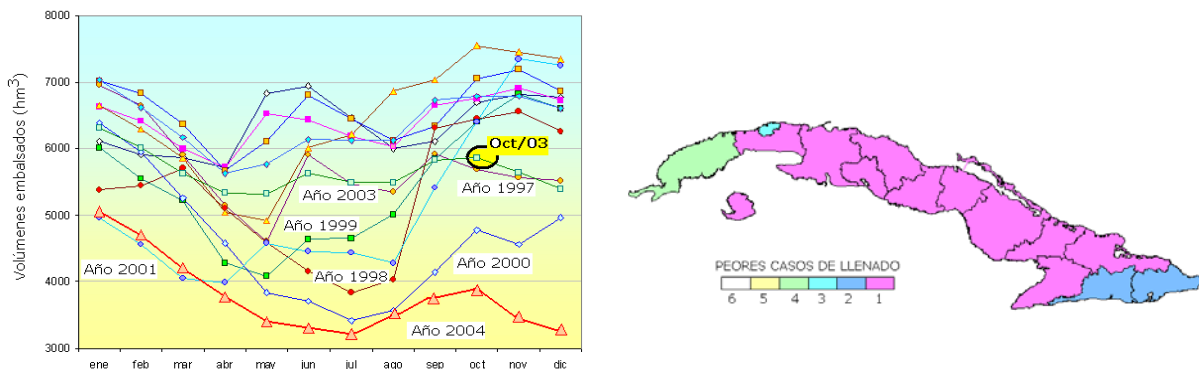 Volúmenes embalsados (hm³)
8000
7000
6000
5000
4000
3000
ene feb mar abr may jun jul ago sep oct nov dic
Oct/03
Año 2003
Año 1997
Año 1999
Año 2000
Año 2001
Año 1998
Año 2004
PEORES CASOS DE LLENADO
6 5 4 3 2 1